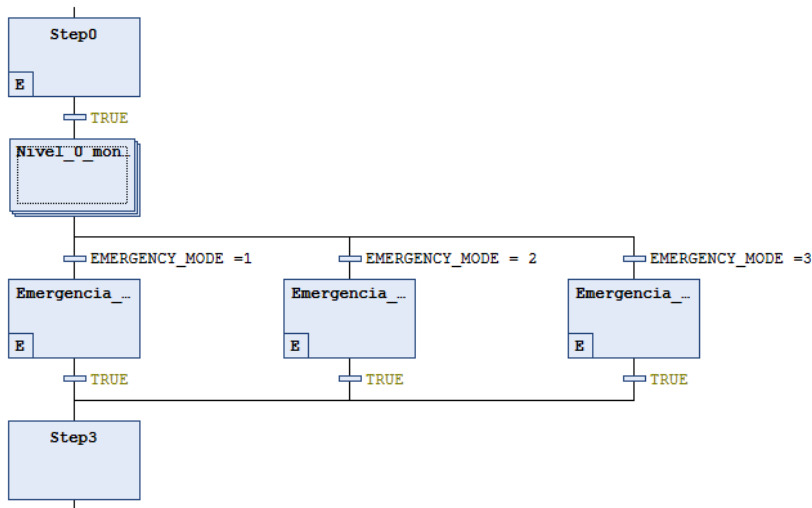 Step0
E
TRUE
Nivel_0_mon…
EMERGENCY_MODE =1
EMERGENCY_MODE = 2
EMERGENCY_MODE =3
Emergencia_…
Emergencia_…
Emergencia_…
E
E
E
TRUE
TRUE
TRUE
Step3